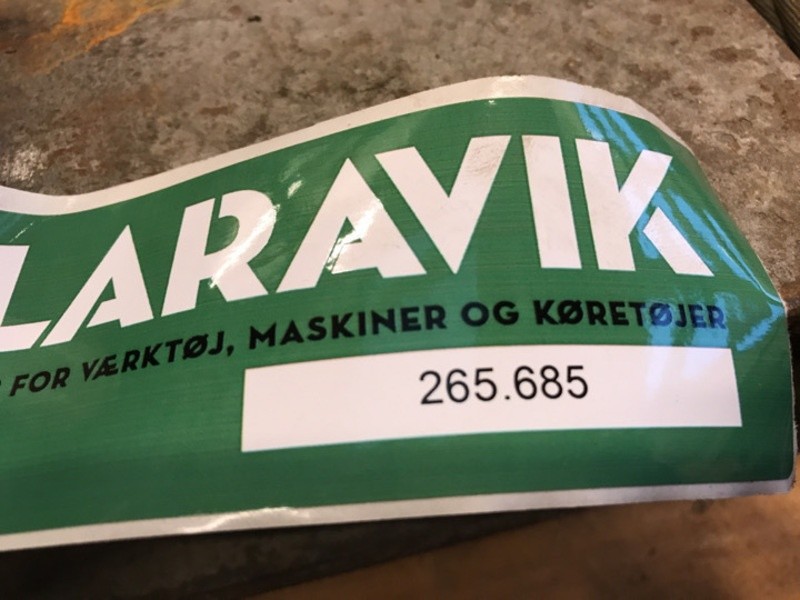 LARAVIK
FOR VÆRKTØJ, MASKINER OG KØRETØJER
265.685